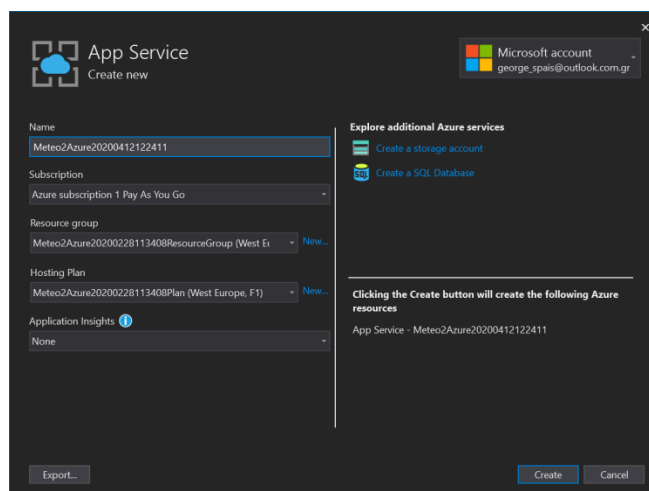 App Service
Create new
Microsoft account
george_spais@outlook.com.gr
Name
Meteo2Azure20200412122411
Subscription
Azure subscription 1 Pay As You Go
Resource group
Meteo2Azure20200228113408ResourceGroup (West Eu
New...
Hosting Plan
Meteo2Azure20200228113408Plan (West Europe, F1)
New...
Application Insights
None
Explore additional Azure services
Create a storage account
SQL
Create a SQL Database
Clicking the Create button will create the following Azure
resources
App Service - Meteo2Azure20200412122411
Export...
Create
Cancel